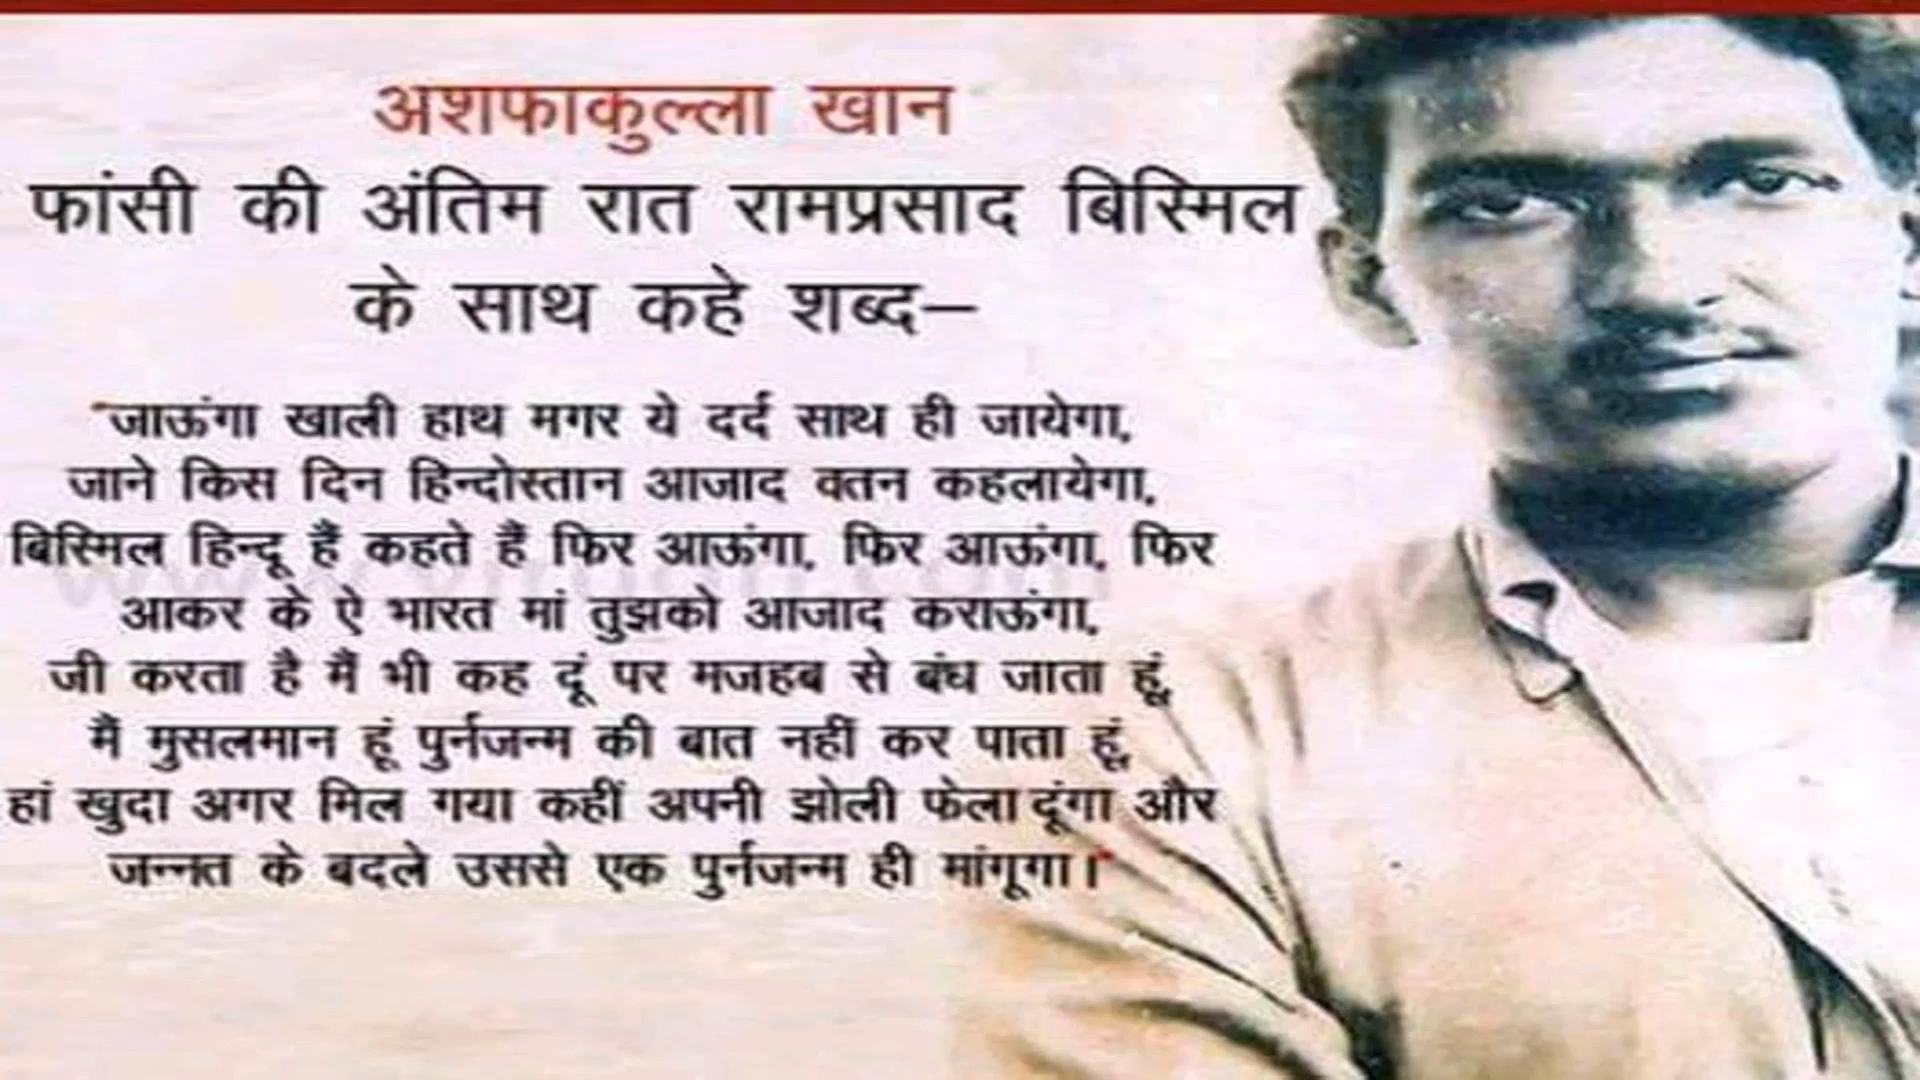 अशफाकुल्ला खान
फांसी की अंतिम रात रामप्रसाद बिस्मिल
के साथ कहे शब्द–
"जाऊंगा खाली हाथ मगर ये दर्द साथ ही जायेगा,
जाने किस दिन हिन्दोस्तान आजाद वतन कहलायेगा,
बिस्मिल हिन्दू हैं कहते हैं फिर आऊंगा, फिर आऊंगा, फिर
आकर के ऐ भारत मां तुझको आजाद कराऊंगा,
जी करता है मैं भी कह दूं पर मजहब से बंध जाता हूं,
मैं मुसलमान हूं पुर्नजन्म की बात नहीं कर पाता हूं,
हां खुदा अगर मिल गया कहीं अपनी झोली फेला दूंगा और
जन्नत के बदले उससे एक पुर्नजन्म ही मांगूगा।"